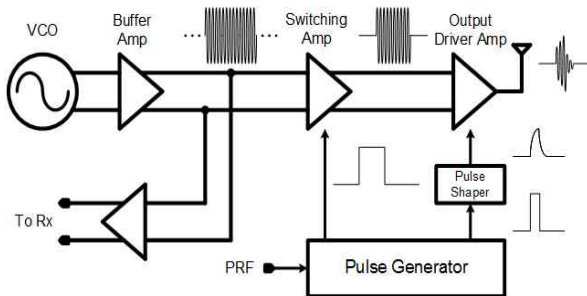 VCO
Buffer
Amp
Switching
Amp
Output
Driver Amp
Pulse
Shaper
To Rx
PRF
Pulse Generator